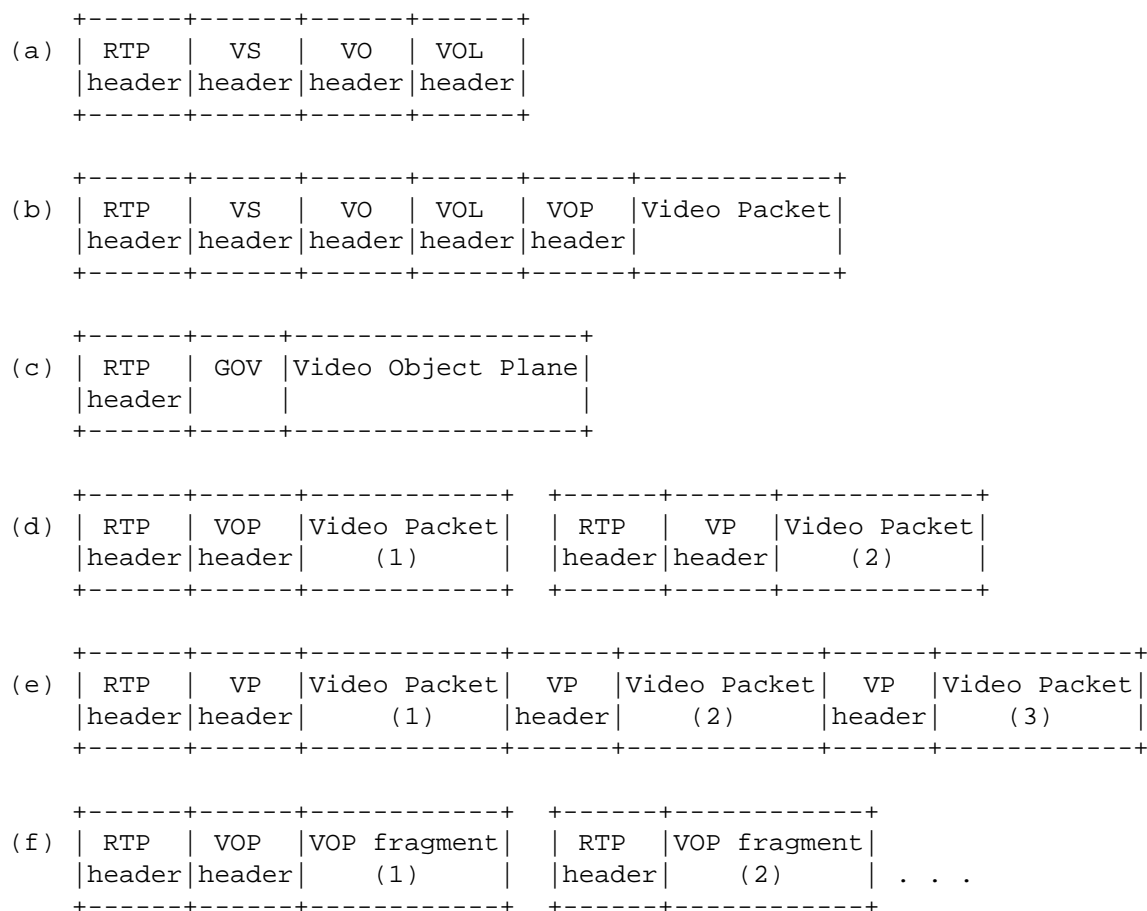 +------+------+------+------+
(a) | RTP  |  VS  |  VO  | VOL  |
    |header|header|header|header|
    +------+------+------+------+

    +------+------+------+------+------+------------+
(b) | RTP  |  VS  |  VO  | VOL  | VOP  |Video Packet|
    |header|header|header|header|header|            |
    +------+------+------+------+------+------------+

    +------+-----+------------------+
(c) | RTP  | GOV |Video Object Plane|
    |header|     |                  |
    +------+-----+------------------+

    +------+------+------------+  +------+------+------------+
(d) | RTP  | VOP  |Video Packet|  | RTP  |  VP  |Video Packet|
    |header|header|    (1)     |  |header|header|    (2)     |
    +------+------+------------+  +------+------+------------+

    +------+------+------------+------+------------+------+------------+
(e) | RTP  |  VP  |Video Packet|  VP  |Video Packet|  VP  |Video Packet|
    |header|header|    (1)     |header|    (2)     |header|    (3)     |
    +------+------+------------+------+------------+------+------------+

    +------+------+------------+  +------+------------+
(f) | RTP  | VOP  |VOP fragment|  | RTP  |VOP fragment|
    |header|header|    (1)     |  |header|    (2)     | . . .
    +------+------+------------+  +------+------------+